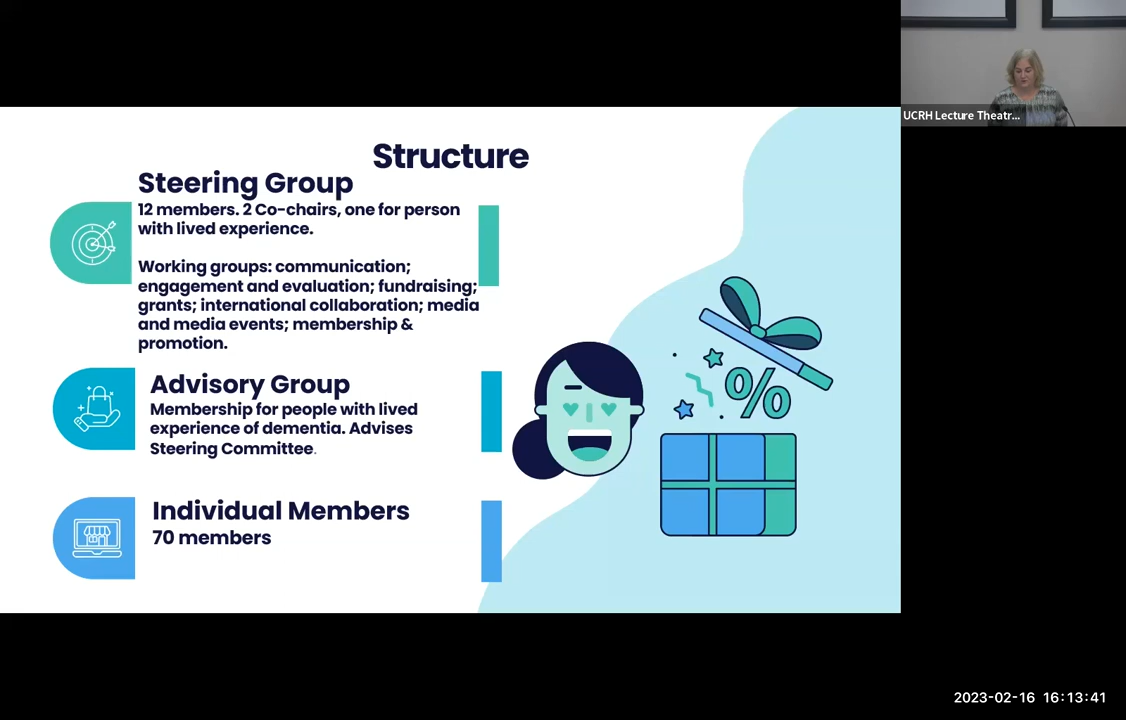 UCRH Lecture Theatr...
Structure
Steering Group
12 members. 2 Co-chairs, one for person
with lived experience.
Working groups: communication;
engagement and evaluation; fundraising;
grants; international collaboration; media
and media events; membership &
promotion.
Advisory Group
Membership for people with lived
experience of dementia. Advises
Steering Committee.
Individual Members
70 members
%
2023-02-16 16:13:41